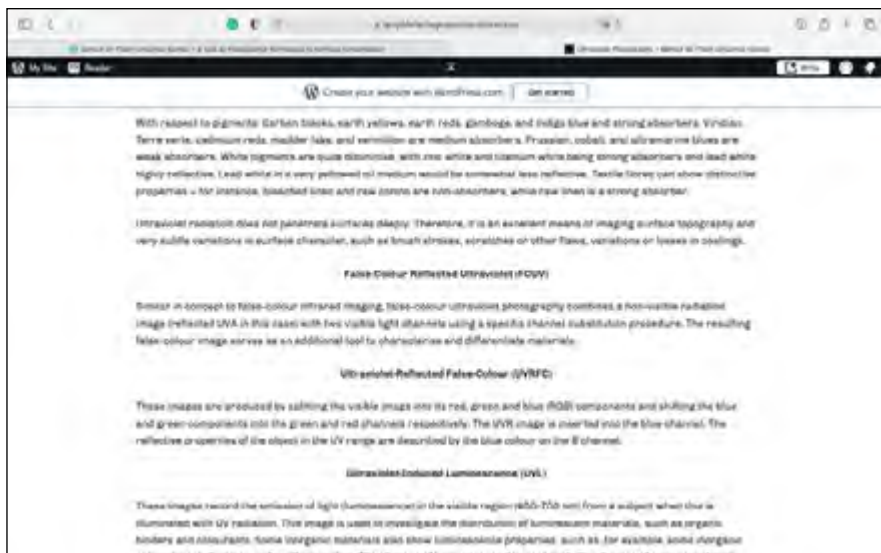 My Site Reader
Create your website with WordPress.com Get started
With respect to pigments: Carbon blacks, earth yellows, earth reds, gamboge, and indigo blue and strong absorbers. Viridian,
Terre verte, cadmium reds, madder lake, and vermilion are medium absorbers. Prussian, cobalt, and ultramarine blues are
weak absorbers. White pigments are quite distinctive, with zinc white and titanium white being strong absorbers and lead white
highly reflective. Lead white in a very yellowed oil medium would be somewhat less reflective. Textile fibres can show distinctive
properties – for instance, bleached linen and raw cotton are non-absorbers, while raw linen is a strong absorber.
Ultraviolet radiation does not penetrate surfaces deeply. Therefore, it is an excellent means of imaging surface topography and
very subtle variations in surface character, such as brush strokes, scratches or other flaws, variations or losses in coatings.
False-Colour Reflected Ultraviolet (FCUV)
Similar in concept to false-colour infrared imaging, false-colour ultraviolet photography combines a non-visible radiation
image (reflected UVA in this case) with two visible light channels using a specific channel substitution procedure. The resulting
false-colour image serves as an additional tool to characterise and differentiate materials.
Ultraviolet-Reflected False-Colour (UVRFC)
These images are produced by splitting the visible image into its red, green and blue (RGB) components and shifting the blue
and green components into the green and red channels respectively. The UVR image is inserted into the blue channel. The
reflective properties of the object in the UV range are described by the blue colour on the B channel.
Ultraviolet-Induced Luminescence (UVL)
These images record the emission of light (luminescence) in the visible region (400-700 nm) from a subject when this is
illuminated with UV radiation. This image is used to investigate the distribution of luminescent materials, such as organic
binders and colourants. Some inorganic materials also show luminescence properties, such as, for example, some inorganic